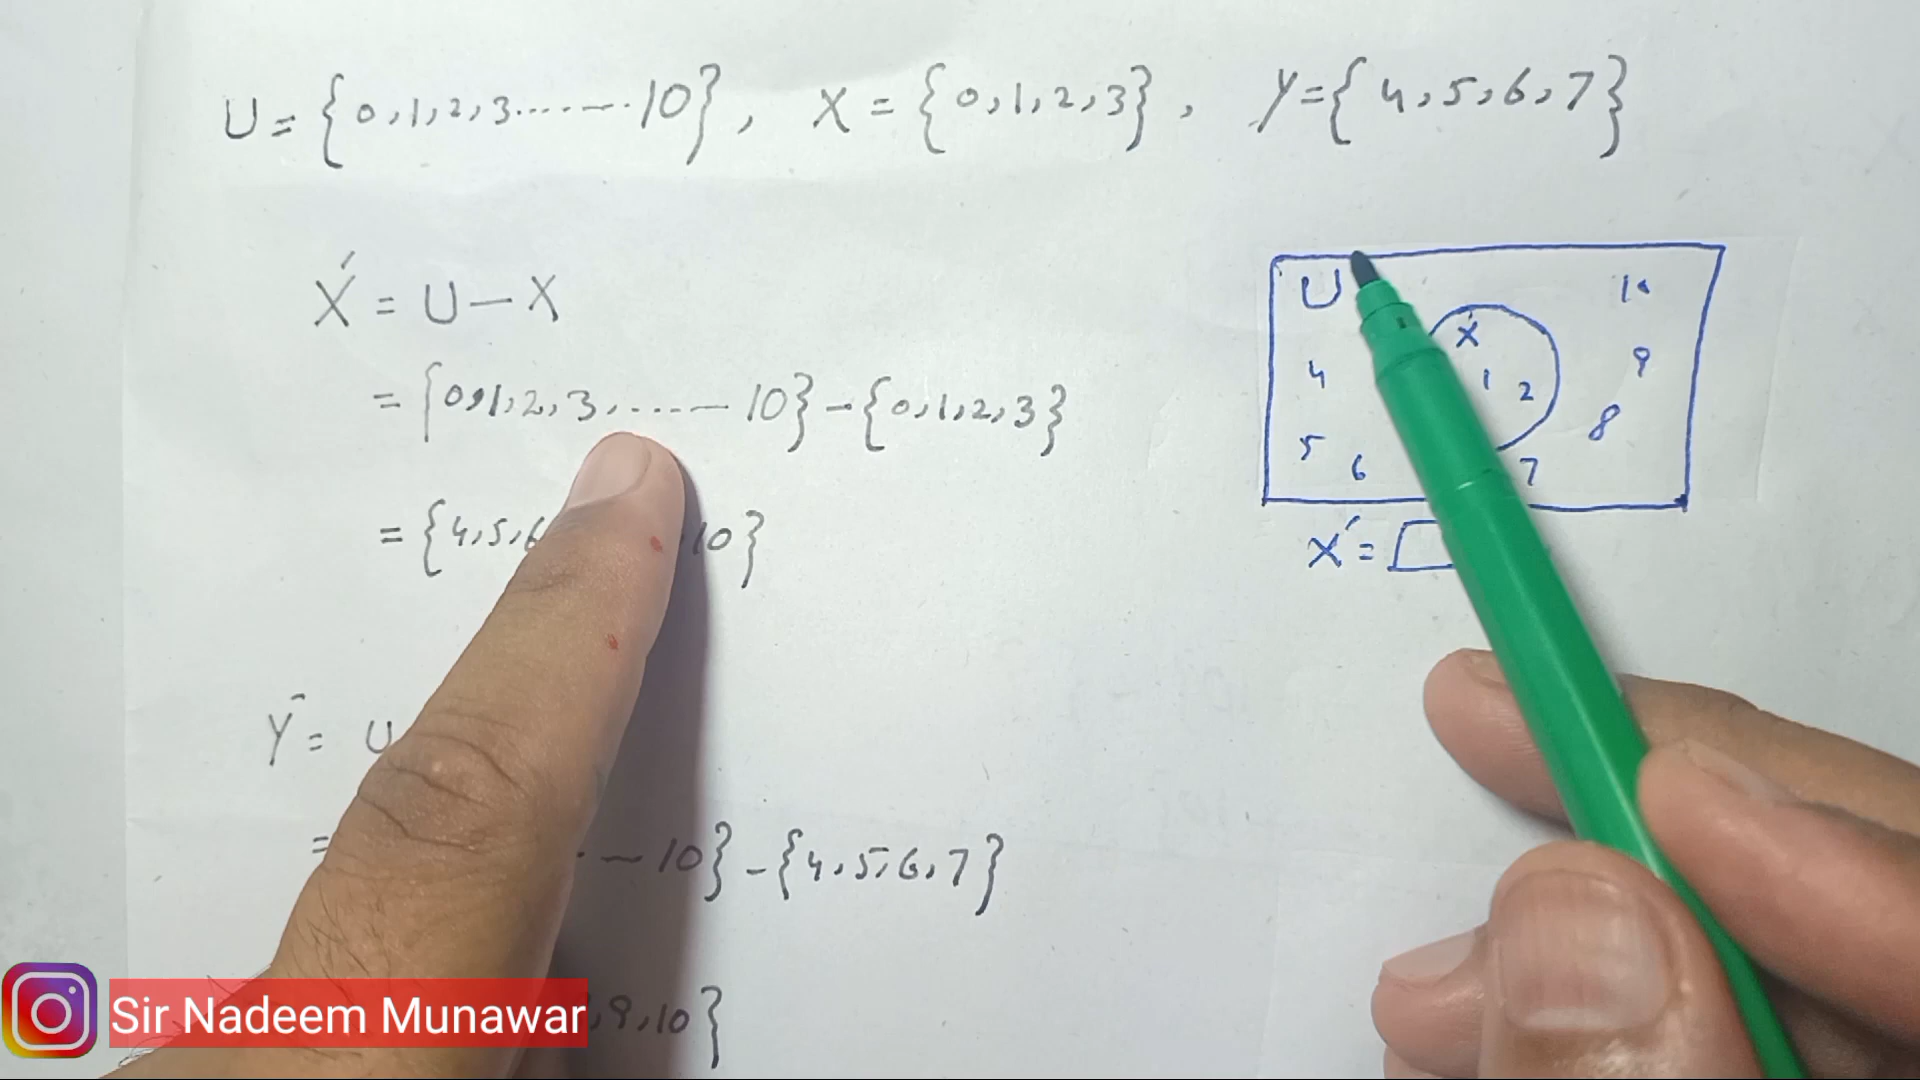 U = {0,1,2,3.....–.10}, X = {0,1,2,3}, Y={4,5,6,7}
X' = U – X
= {0,1,2,3,....– 10} – {0,1,2,3}
= {4,5,6 ,10}
Y' = U
=
.– 10} – {4,5,6,7}
,9,10}
U 10
X'
4 1 2 9
8
5 6 7
X' =
Sir Nadeem Munawar